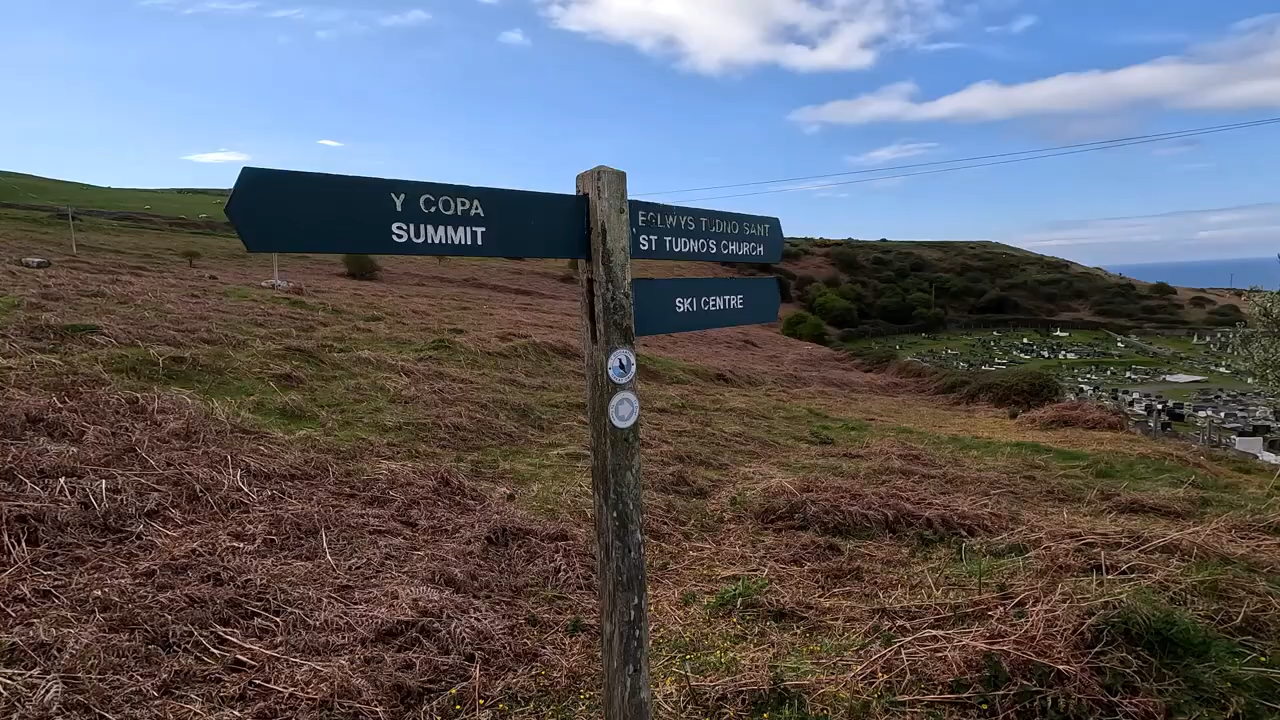 Y COPA
SUMMIT
EGLWYS TUDNO SANT
ST TUDNO'S CHURCH
SKI CENTRE